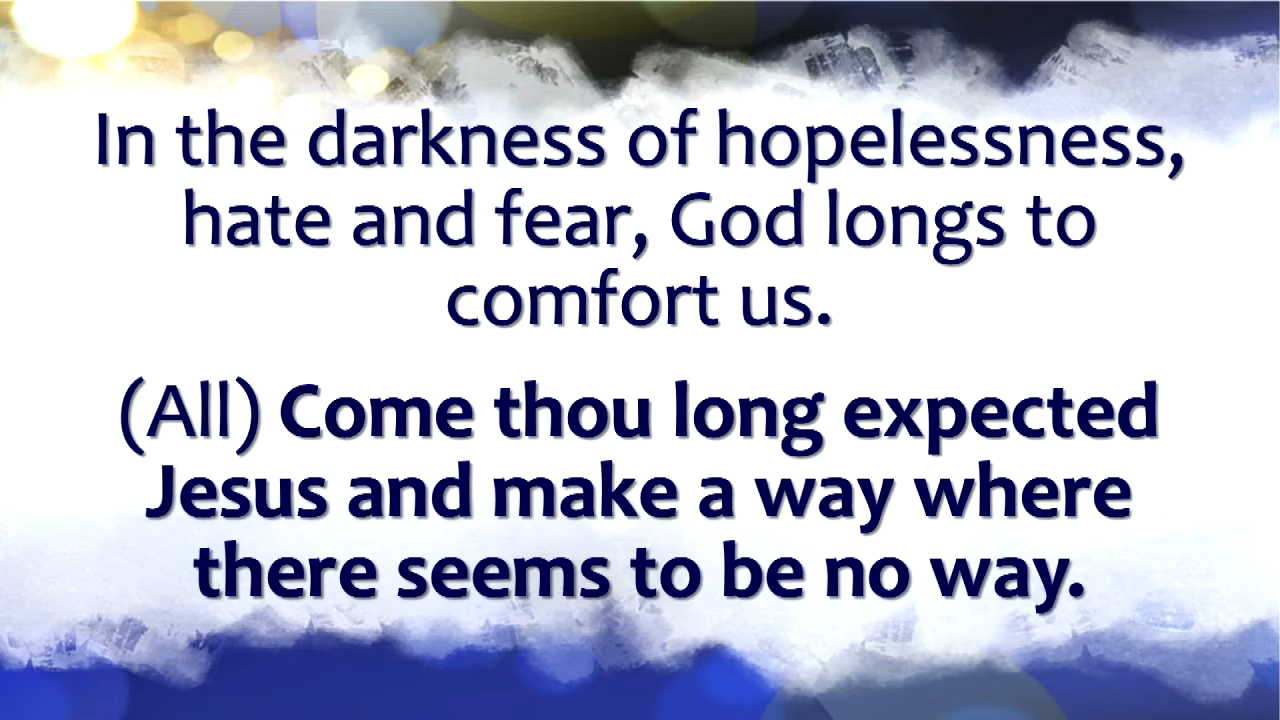 In the darkness of hopelessness,
hate and fear, God longs to
comfort us.
(All) Come thou long expected
Jesus and make a way where
there seems to be no way.